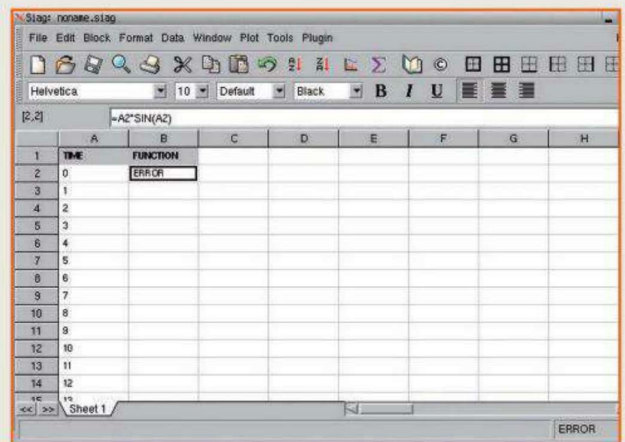 Siag: noname.siag
File Edit Block Format Data Window Plot Tools Plugin
Helvetica 10 Default Black B I U
[2,2] =A2*SIN(A2)
A B C D E F G H
1 TIME FUNCTION
2 0 ERROR
3 1
4 2
5 3
6 4
7 5
8 6
9 7
10 8
11 9
12 10
13 11
14 12
15 13
<< >> Sheet 1
ERROR